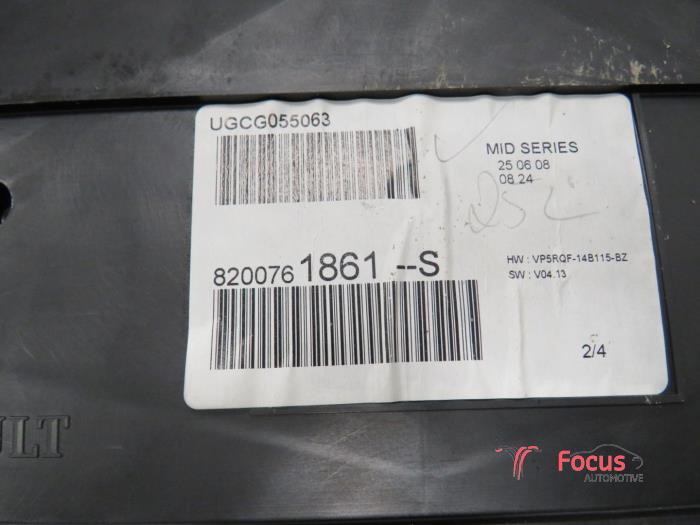 UGCG055063
MID SERIES
25 06 08
08 24
8200761861--S
HW : VP5RQF-14B115-BZ
SW : V04.13
2/4
ULT
Focus
AUTOMOTIVE